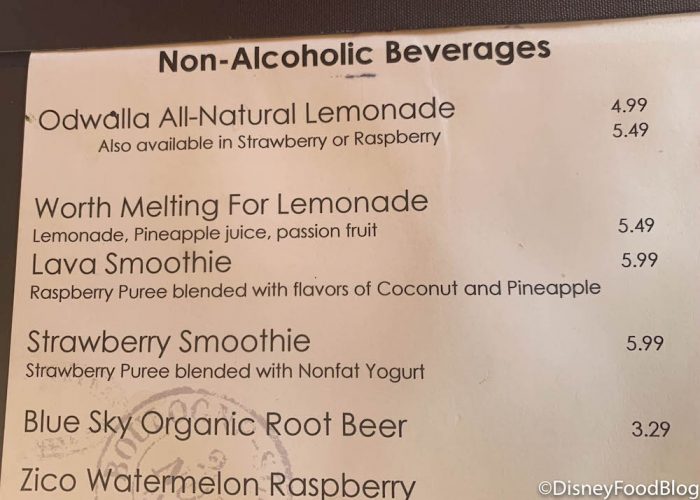 Non-Alcoholic Beverages
Odwalla All-Natural Lemonade 4.99
Also available in Strawberry or Raspberry 5.49
Worth Melting For Lemonade
Lemonade, Pineapple juice, passion fruit 5.49
Lava Smoothie 5.99
Raspberry Puree blended with flavors of Coconut and Pineapple
Strawberry Smoothie 5.99
Strawberry Puree blended with Nonfat Yogurt
Blue Sky Organic Root Beer 3.29
Zico Watermelon Raspberry
©DisneyFoodBlog